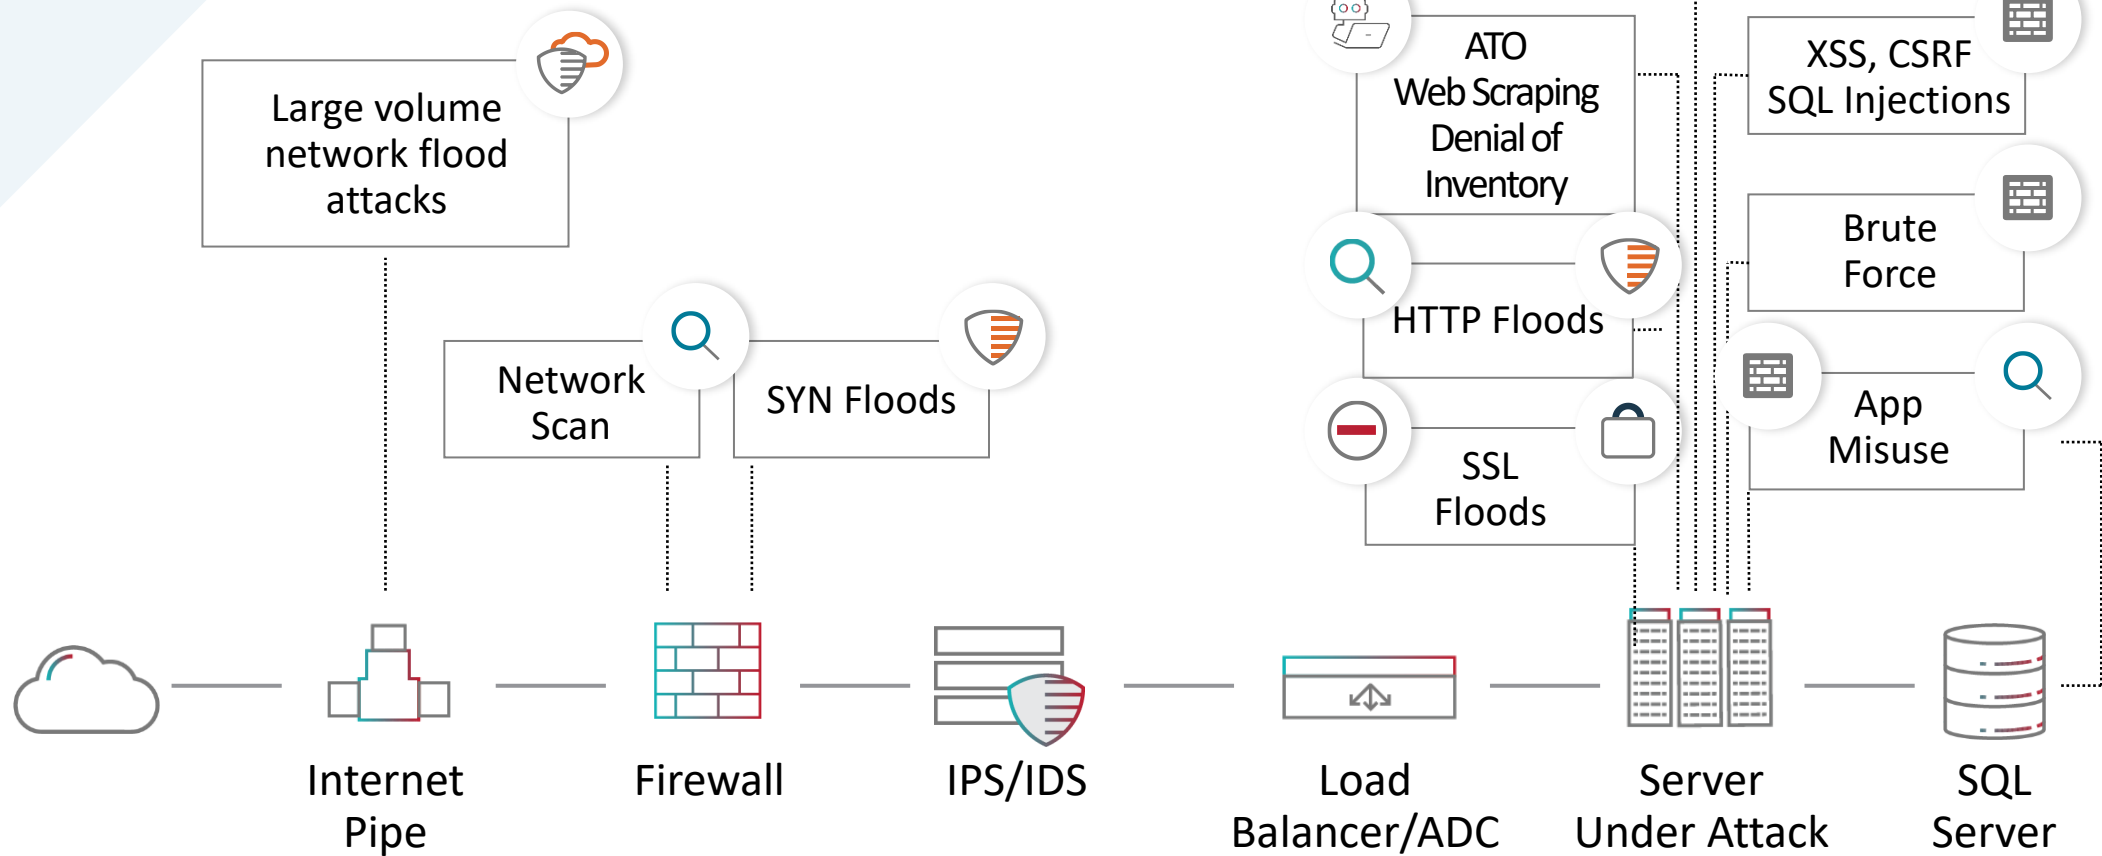 Large volume
network flood
attacks
Network
Scan
SYN Floods
ATO
Web Scraping
Denial of
Inventory
HTTP Floods
SSL
Floods
XSS, CSRF
SQL Injections
Brute
Force
App
Misuse
Internet
Pipe
Firewall
IPS/IDS
Load
Balancer/ADC
Server
Under Attack
SQL
Server